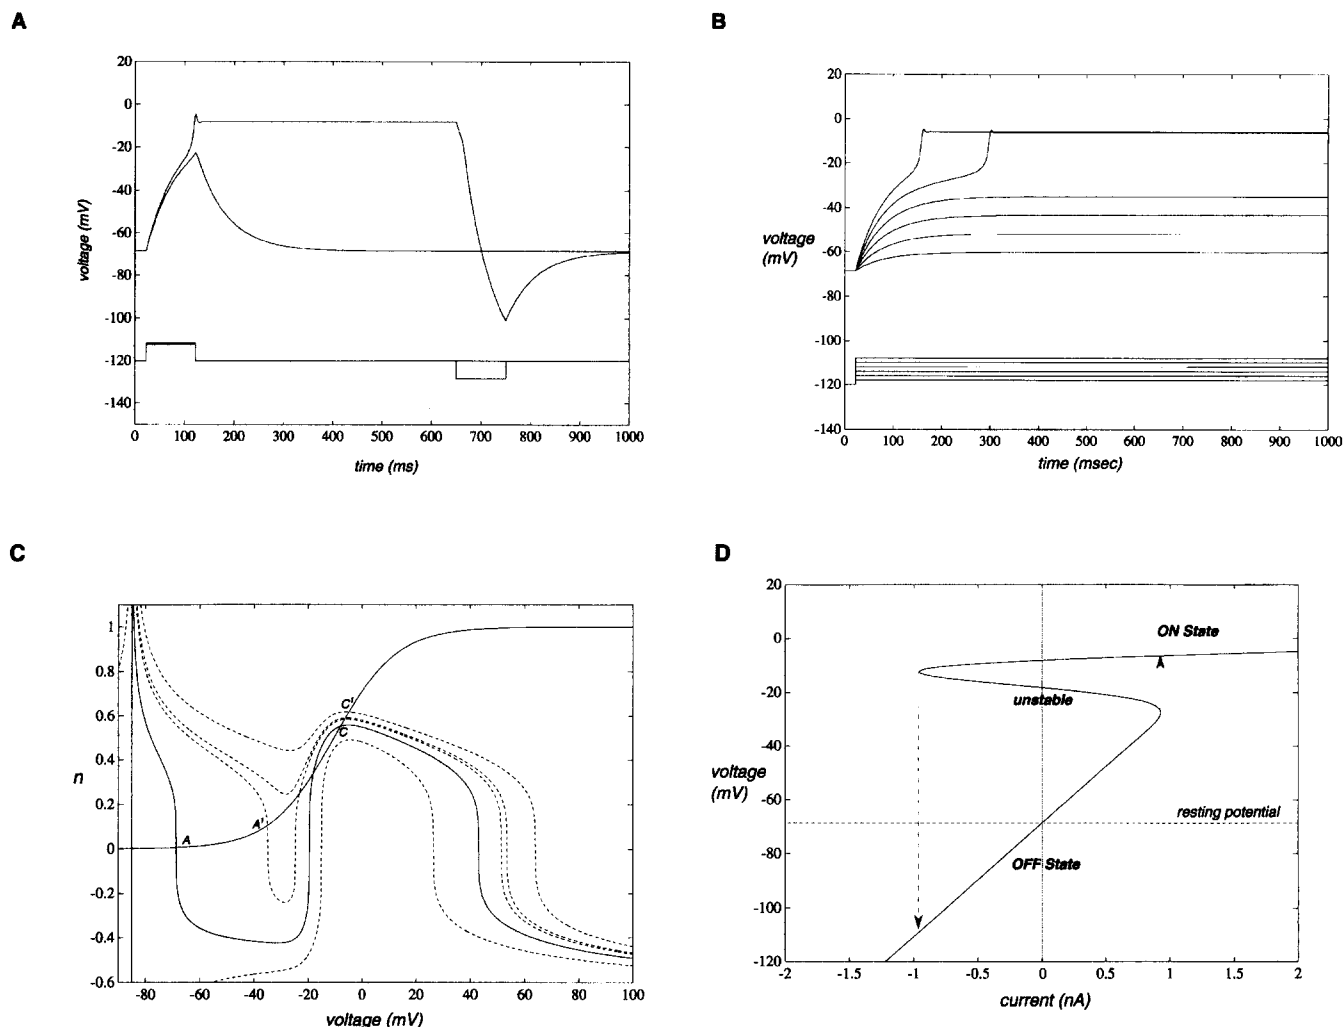 A
20
0
-20
-40
-60
-80
-100
-120
-140
voltage (mV)
0 100 200 300 400 500 600 700 800 900 1000
time (ms)
B
20
0
-20
-40
-60
-80
-100
-120
-140
voltage
(mV)
0 100 200 300 400 500 600 700 800 900 1000
time (msec)
C
1
0.8
0.6
0.4
0.2
0
-0.2
-0.4
-0.6
n
C'
C
A
A'
-80 -60 -40 -20 0 20 40 60 80 100
voltage (mV)
D
20
0
-20
-40
-60
-80
-100
-120
voltage
(mV)
ON State
unstable
resting potential
OFF State
-2 -1.5 -1 -0.5 0 0.5 1 1.5 2
current (nA)